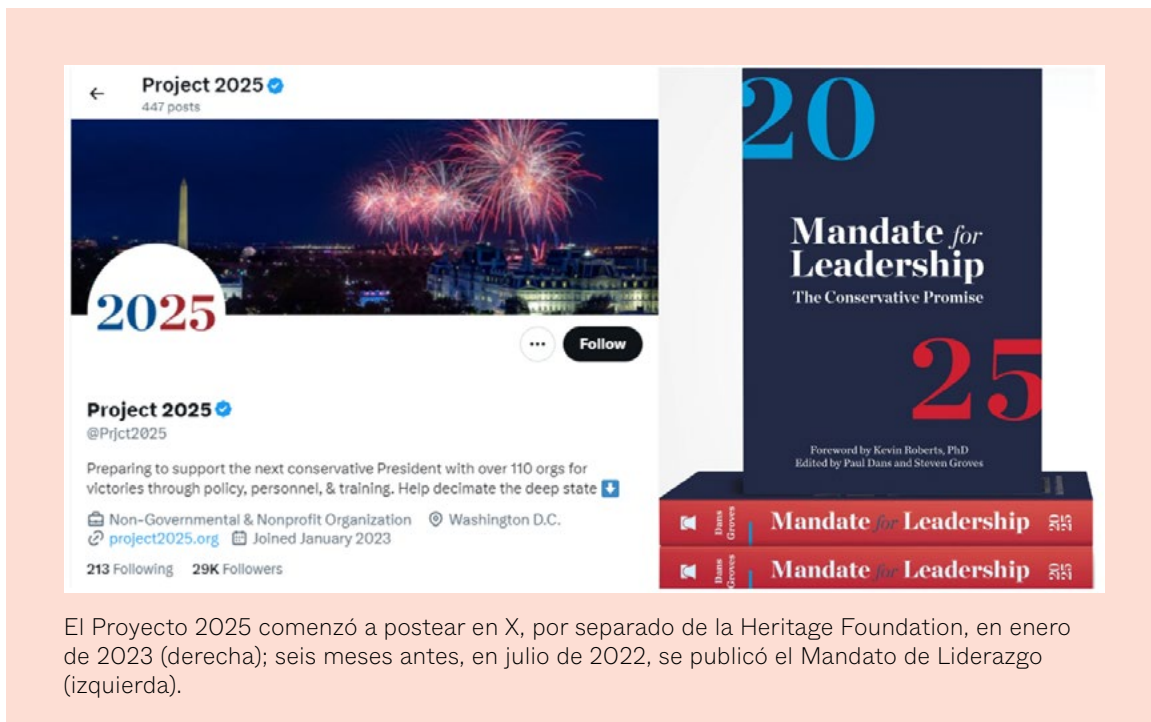 Project 2025
447 posts
2025
Follow
Project 2025
@Prjct2025
Preparing to support the next conservative President with over 110 orgs for
victories through policy, personnel, & training. Help decimate the deep state
Non-Governmental & Nonprofit Organization Washington D.C.
project2025.org Joined January 2023
213 Following 29K Followers
20
Mandate for
Leadership
The Conservative Promise
25
Foreword by Kevin Roberts, PhD
Edited by Paul Dans and Steven Groves
Dans
Groves
Mandate for Leadership
20
25
Dans
Groves
Mandate for Leadership
20
25
El Proyecto 2025 comenzó a postear en X, por separado de la Heritage Foundation, en enero
de 2023 (derecha); seis meses antes, en julio de 2022, se publicó el Mandato de Liderazgo
(izquierda).